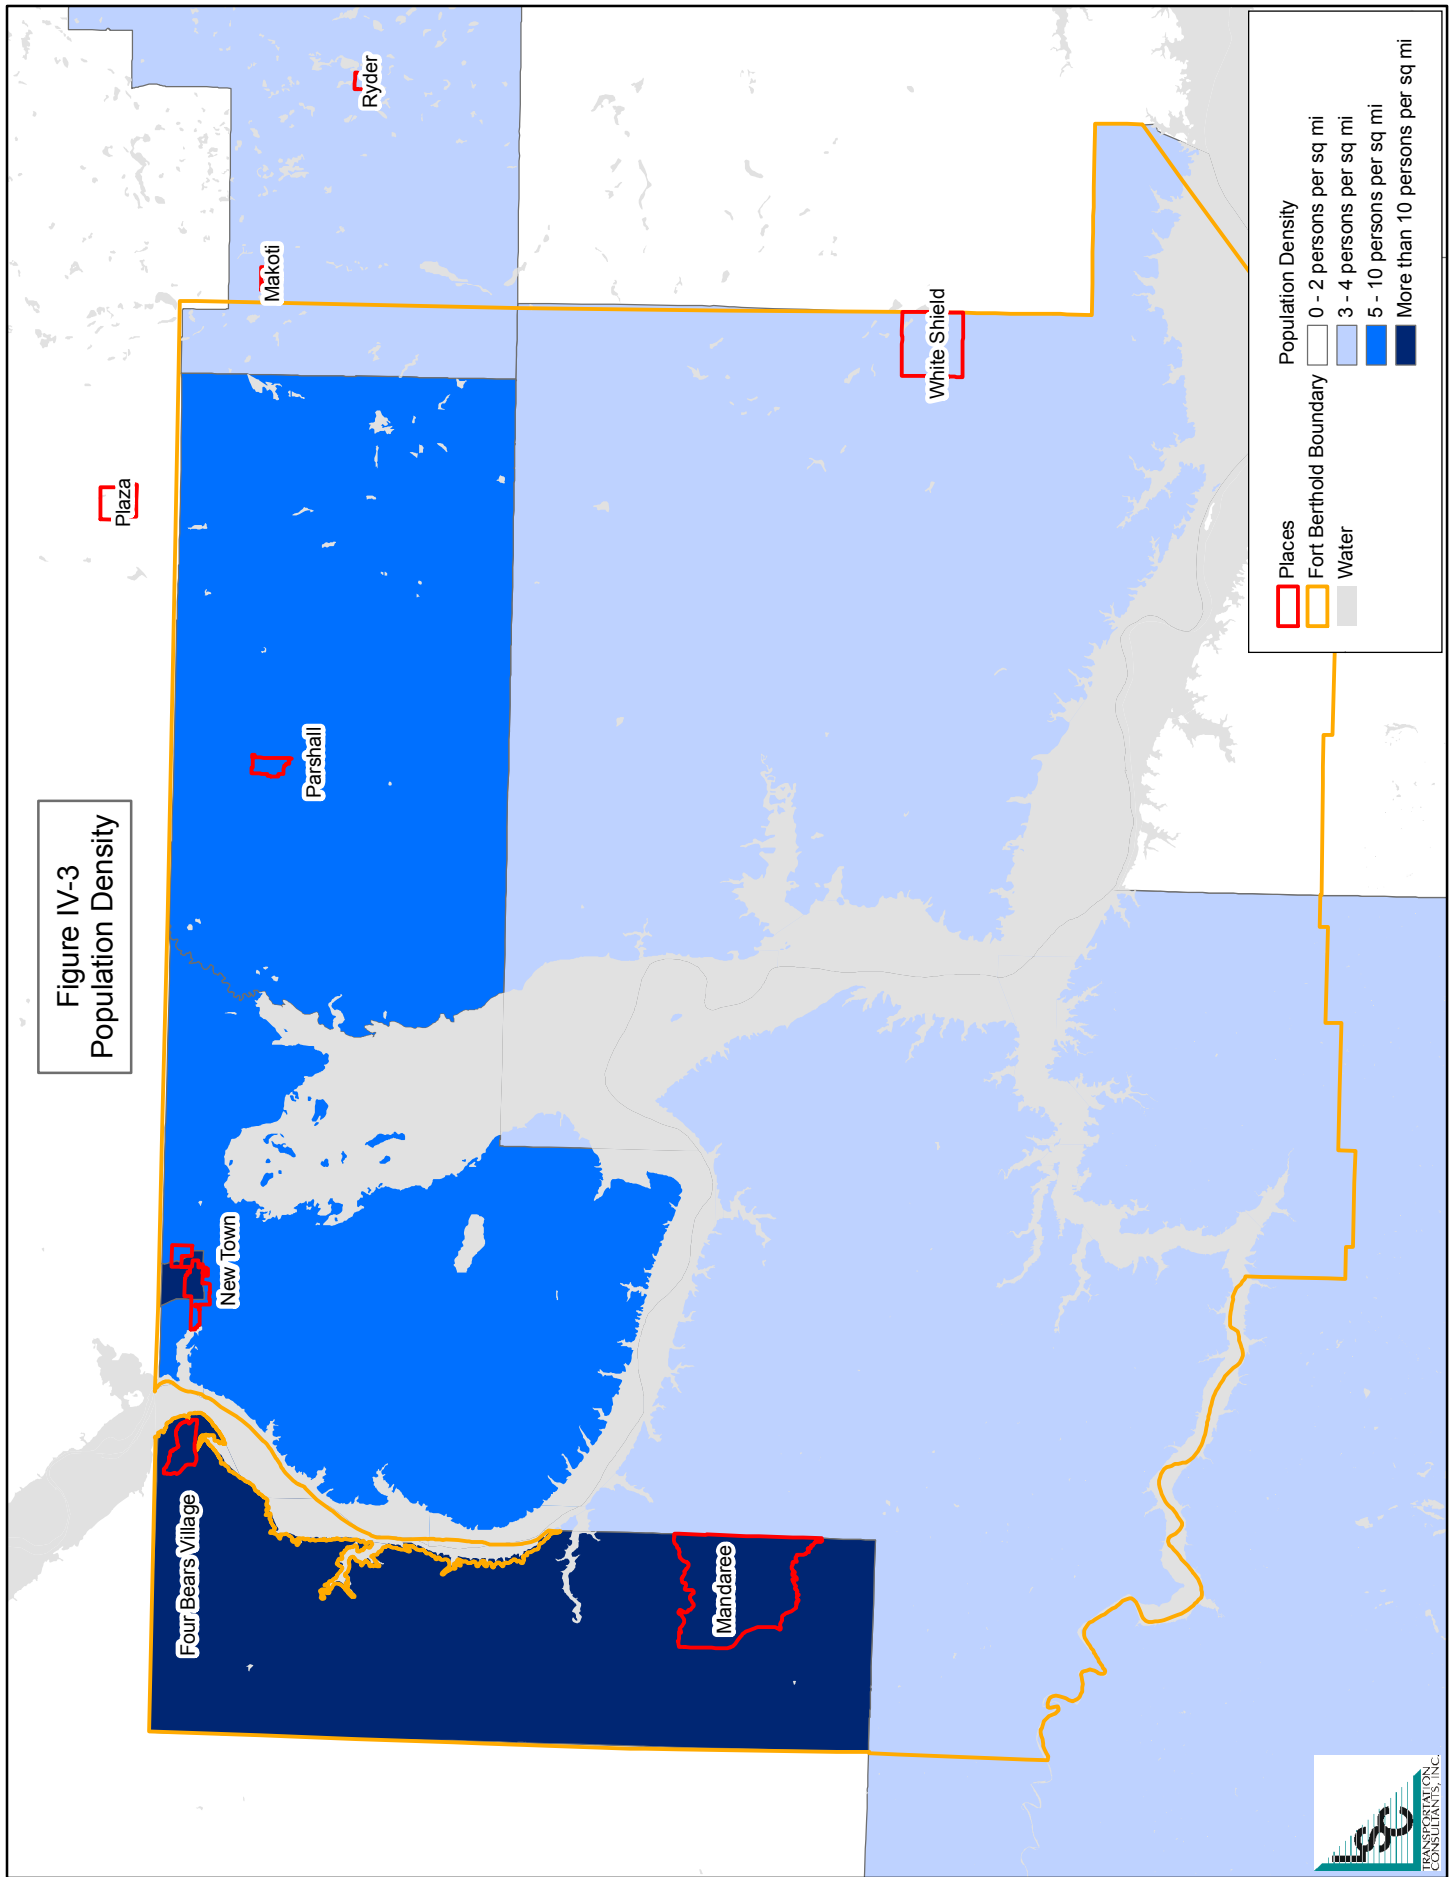 Figure IV-3
Population Density
Four Bears Village
New Town
Parshall
Plaza
Makoti
Ryder
Mandaree
White Shield
Places
Fort Berthold Boundary
Water
Population Density
0 - 2 persons per sq mi
3 - 4 persons per sq mi
5 - 10 persons per sq mi
More than 10 persons per sq mi
LSC
TRANSPORTATION
CONSULTANTS, INC.